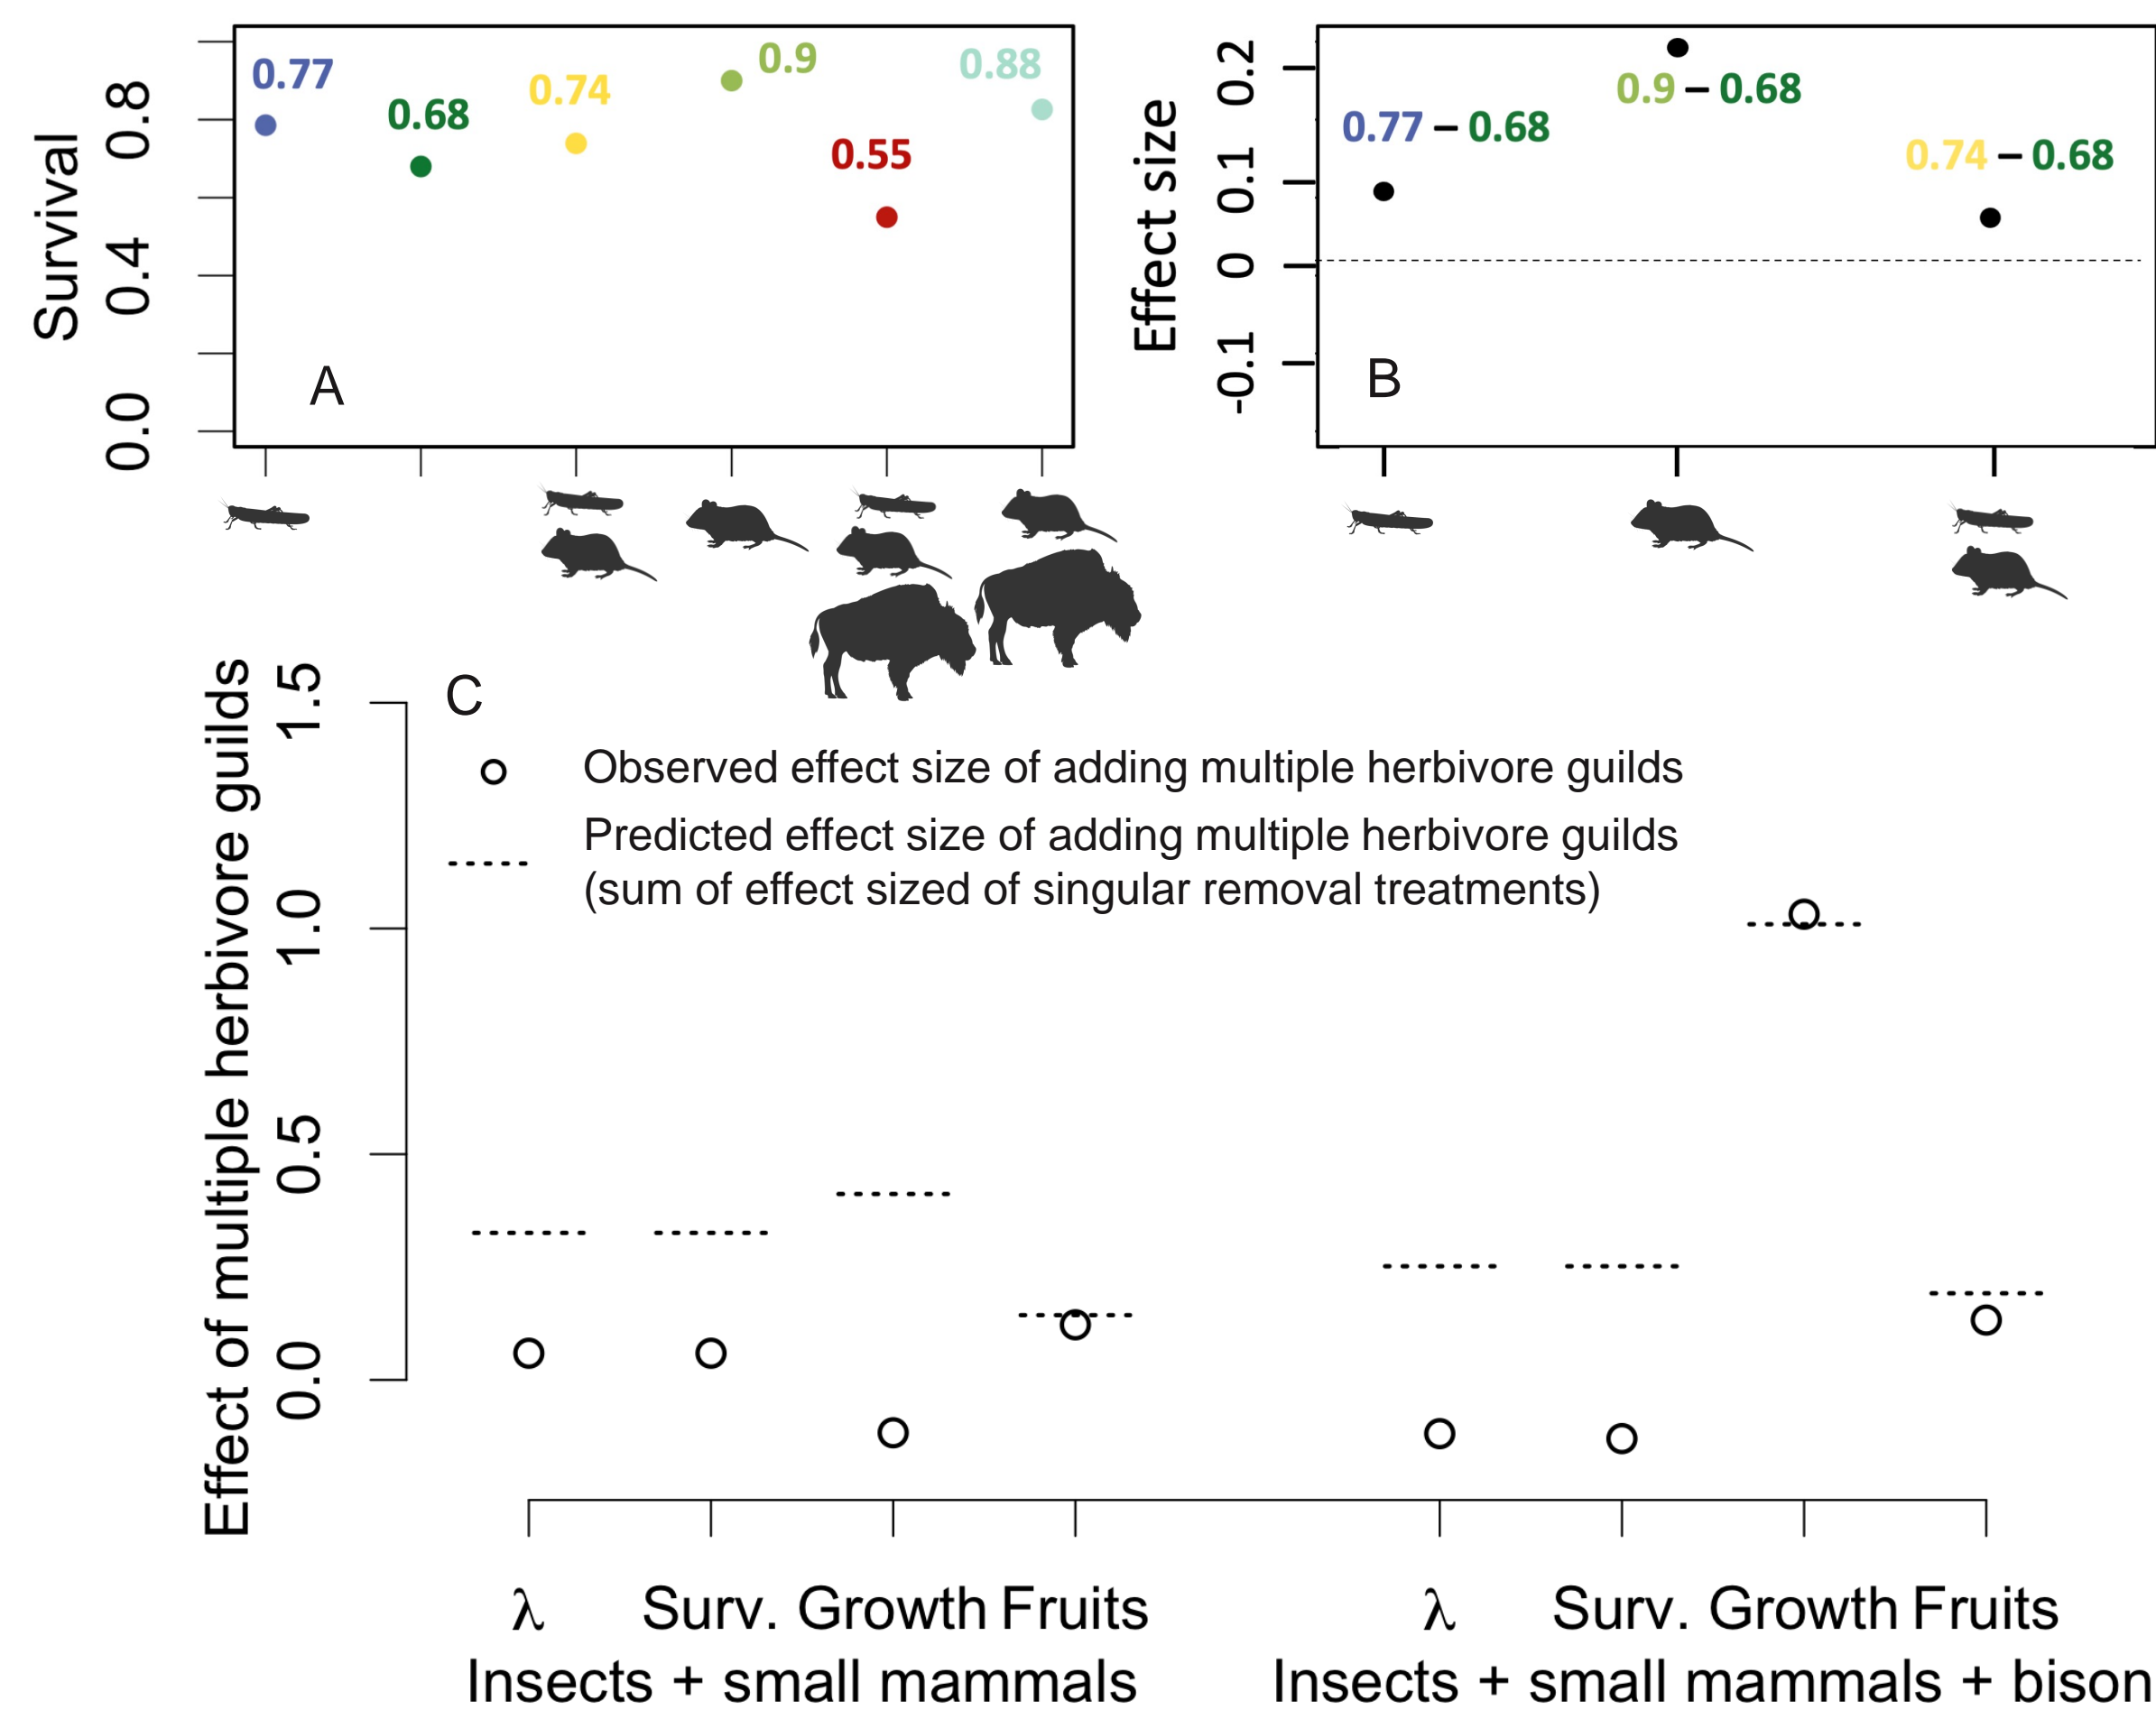 Survival
0.0
0.4
0.8
0.77
0.68
0.74
0.9
0.55
0.88
A
Effect size
-0.1
0
0.1
0.2
0.77 – 0.68
0.9 – 0.68
0.74 – 0.68
B
Effect of multiple herbivore guilds
0.0
0.5
1.0
1.5
C
Observed effect size of adding multiple herbivore guilds
Predicted effect size of adding multiple herbivore guilds
(sum of effect sized of singular removal treatments)
λ Surv. Growth Fruits
Insects + small mammals
λ Surv. Growth Fruits
Insects + small mammals + bison